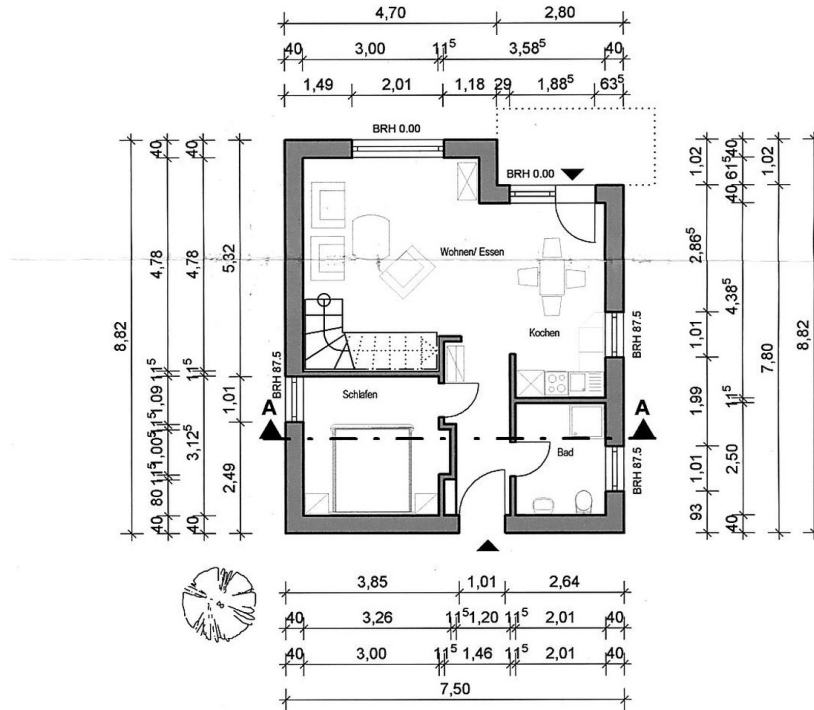 4,70 2,80
40 3,00 11⁵ 3,58⁵ 40
1,49 2,01 1,18 29 1,88⁵ 63⁵
BRH 0.00
BRH 0.00
Wohnen/ Essen
Kochen
Schlafen
Bad
BRH 87.5
BRH 87.5
BRH 87.5
A
A
8,82
40 4,78 11⁵ 1,09 11⁵ 1,00⁵ 11⁵ 80 40
40 4,78 11⁵ 3,12⁵ 40
40 5,32 1,01 2,49
1,02 2,86⁵ 1,01 1,99 1,01 93
40 61⁵ 40 4,38⁵ 11⁵ 2,50 40
1,02 7,80
8,82
3,85 1,01 2,64
40 3,26 11⁵ 1,20 11⁵ 2,01 40
40 3,00 11⁵ 1,46 11⁵ 2,01 40
7,50